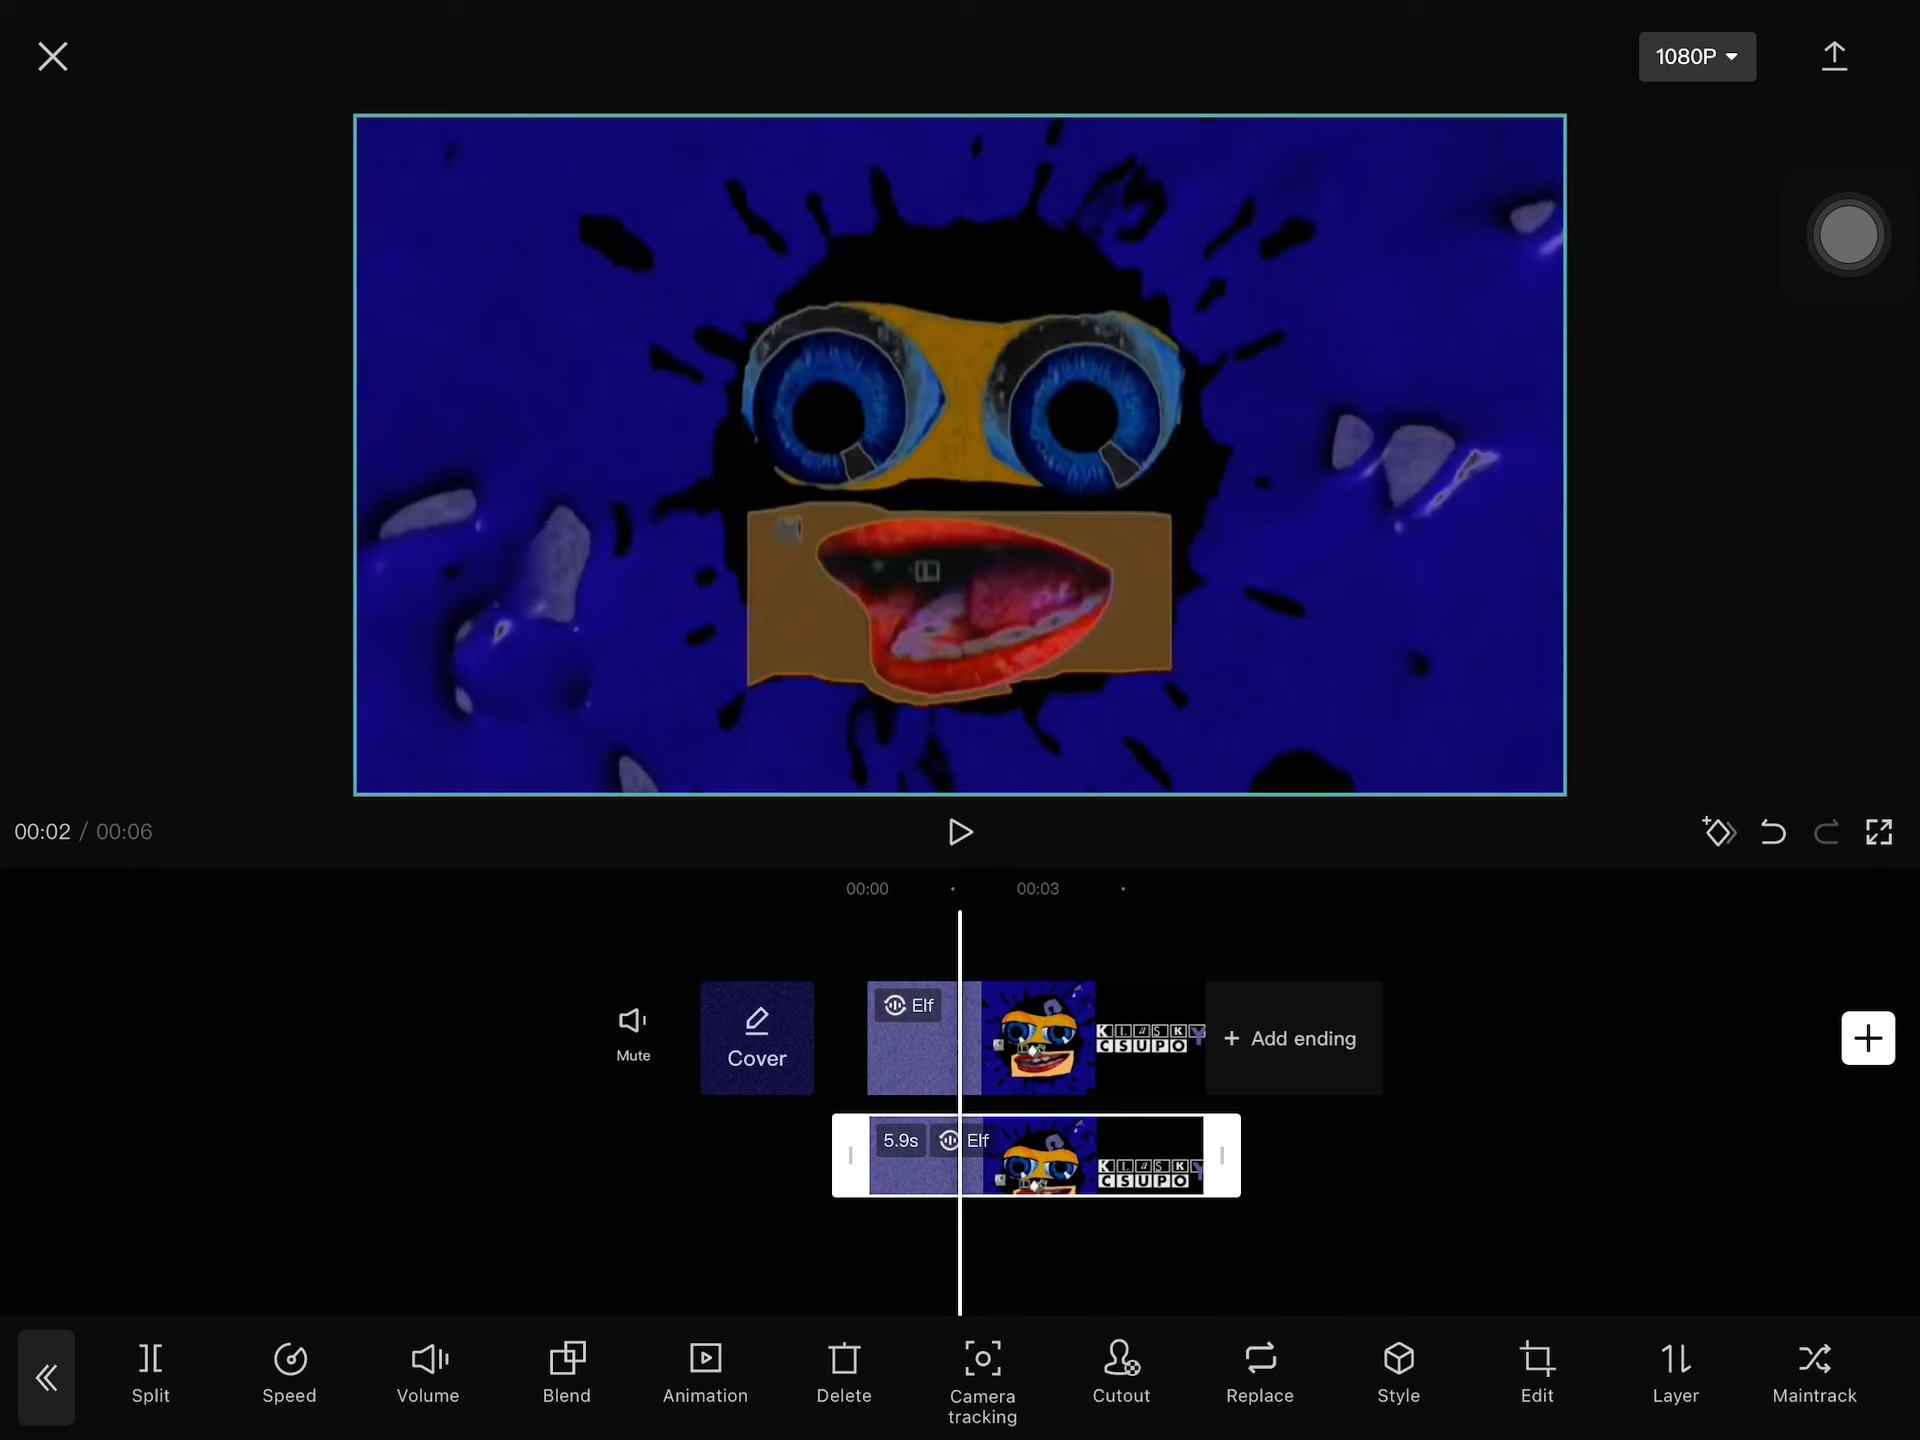 1080P
00:02 / 00:06
00:00
00:03
Mute
Cover
Elf
KLASKY
CSUPO
+ Add ending
5.9s
Elf
KLASKY
CSUPO
Split
Speed
Volume
Blend
Animation
Delete
Camera
tracking
Cutout
Replace
Style
Edit
Layer
Maintrack